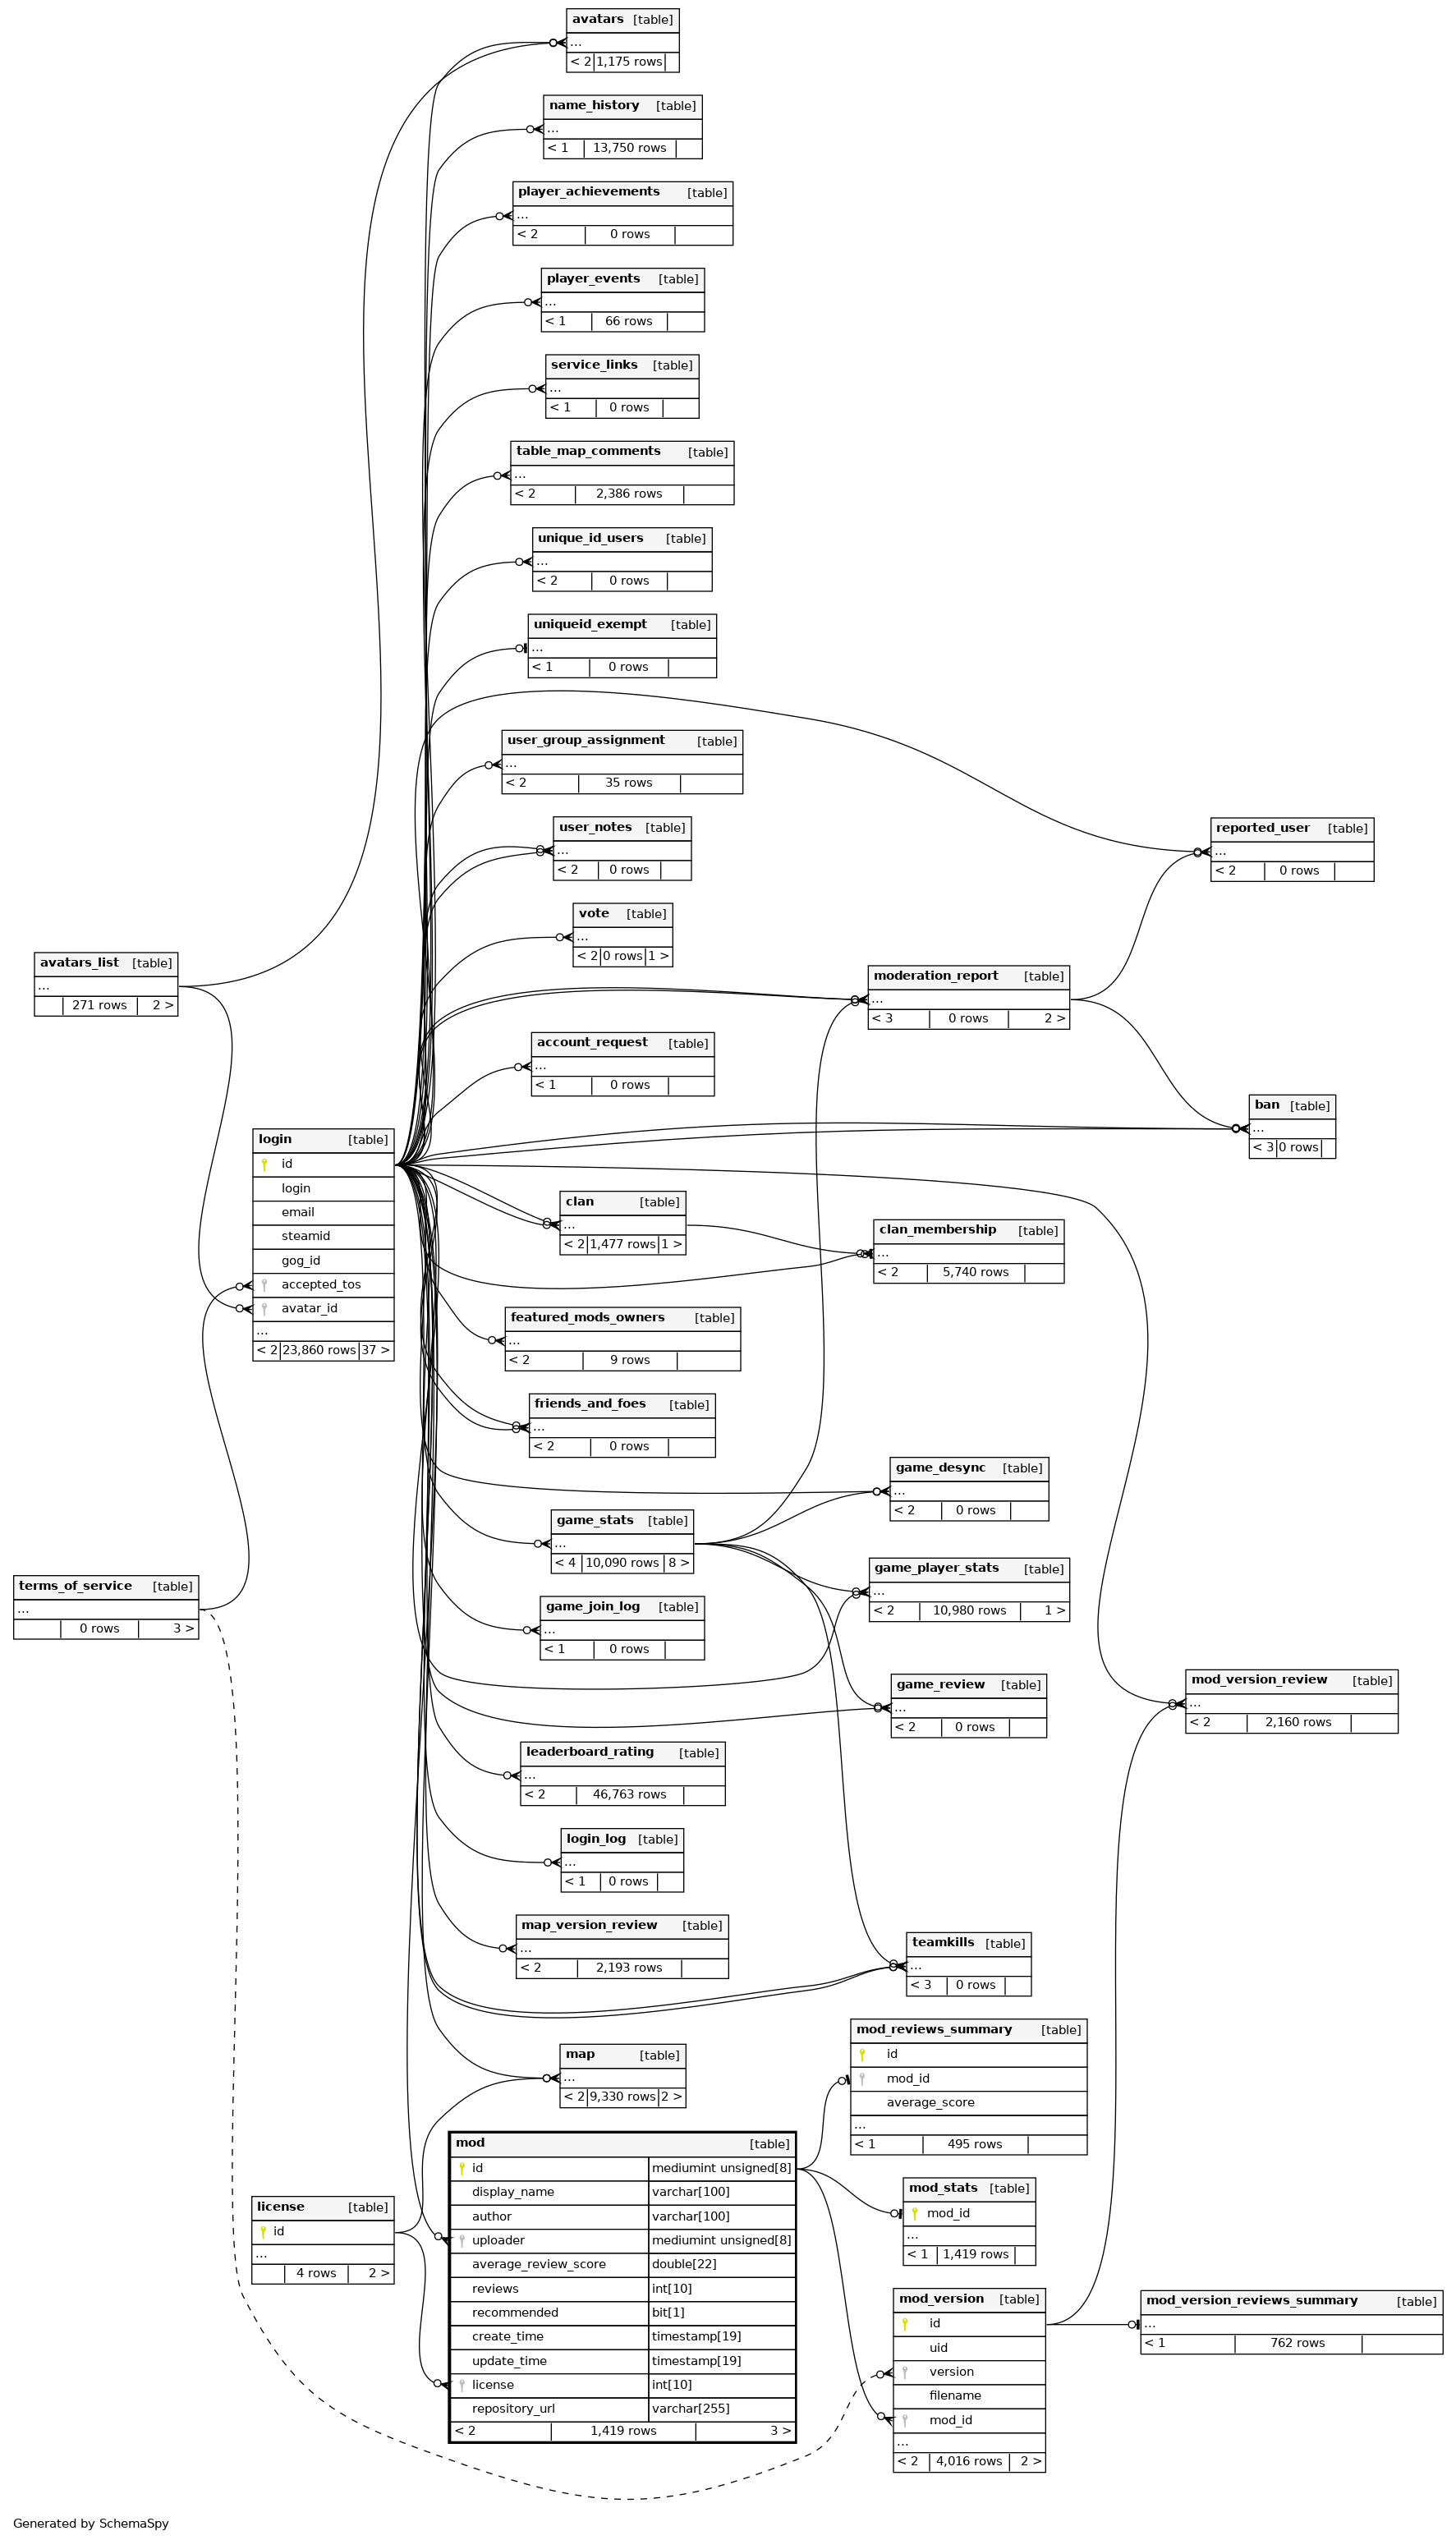 avatars [table]
...
< 2 1,175 rows
name_history [table]
...
< 1 13,750 rows
player_achievements [table]
...
< 2 0 rows
player_events [table]
...
< 1 66 rows
service_links [table]
...
< 1 0 rows
table_map_comments [table]
...
< 2 2,386 rows
unique_id_users [table]
...
< 2 0 rows
uniqueid_exempt [table]
...
< 1 0 rows
user_group_assignment [table]
...
< 2 35 rows
user_notes [table]
...
< 2 0 rows
reported_user [table]
...
< 2 0 rows
vote [table]
...
< 2 0 rows 1 >
avatars_list [table]
...
271 rows 2 >
moderation_report [table]
...
< 3 0 rows 2 >
account_request [table]
...
< 1 0 rows
ban [table]
...
< 3 0 rows
login [table]
id
login
email
steamid
gog_id
accepted_tos
avatar_id
...
< 2 23,860 rows 37 >
clan [table]
...
< 2 1,477 rows 1 >
clan_membership [table]
...
< 2 5,740 rows
featured_mods_owners [table]
...
< 2 9 rows
friends_and_foes [table]
...
< 2 0 rows
game_desync [table]
...
< 2 0 rows
game_stats [table]
...
< 4 10,090 rows 8 >
game_player_stats [table]
...
< 2 10,980 rows 1 >
terms_of_service [table]
...
0 rows 3 >
game_join_log [table]
...
< 1 0 rows
game_review [table]
...
< 2 0 rows
mod_version_review [table]
...
< 2 2,160 rows
leaderboard_rating [table]
...
< 2 46,763 rows
login_log [table]
...
< 1 0 rows
map_version_review [table]
...
< 2 2,193 rows
teamkills [table]
...
< 3 0 rows
mod_reviews_summary [table]
id
mod_id
average_score
...
< 1 495 rows
map [table]
...
< 2 9,330 rows 2 >
mod [table]
id mediumint unsigned[8]
display_name varchar[100]
author varchar[100]
uploader mediumint unsigned[8]
average_review_score double[22]
reviews int[10]
recommended bit[1]
create_time timestamp[19]
update_time timestamp[19]
license int[10]
repository_url varchar[255]
< 2 1,419 rows 3 >
mod_stats [table]
mod_id
...
< 1 1,419 rows
license [table]
id
...
4 rows 2 >
mod_version [table]
id
uid
version
filename
mod_id
...
< 2 4,016 rows 2 >
mod_version_reviews_summary [table]
...
< 1 762 rows
Generated by SchemaSpy